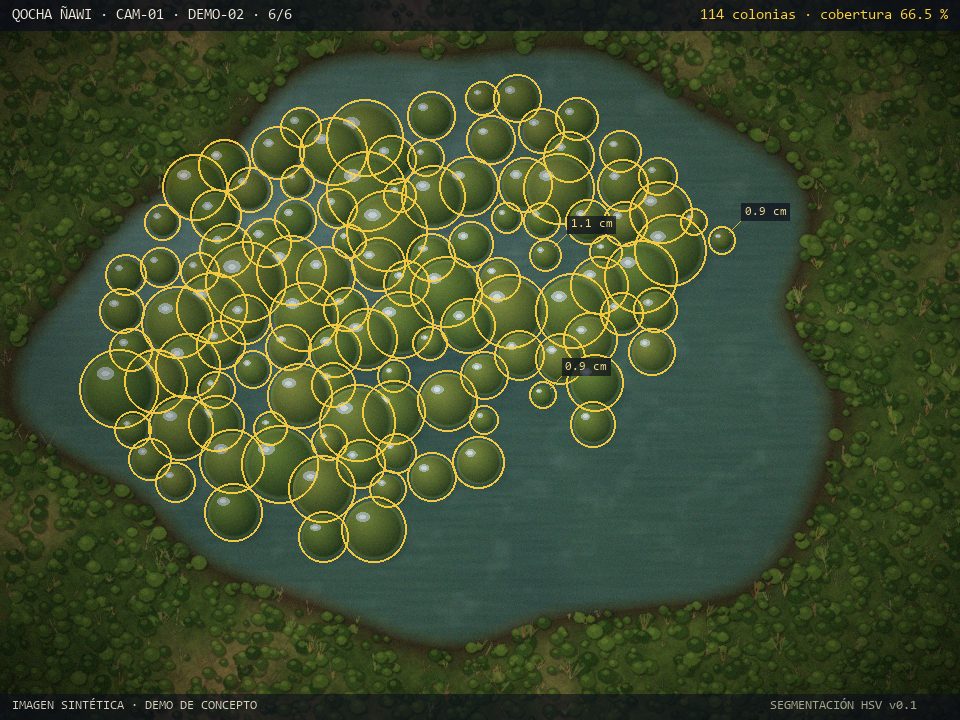 QOCHA ÑAWI · CAM-01 · DEMO-02 · 6/6
114 colonias · cobertura 66.5 %
0.9 cm
1.1 cm
0.9 cm
IMAGEN SINTÉTICA · DEMO DE CONCEPTO
SEGMENTACIÓN HSV v0.1